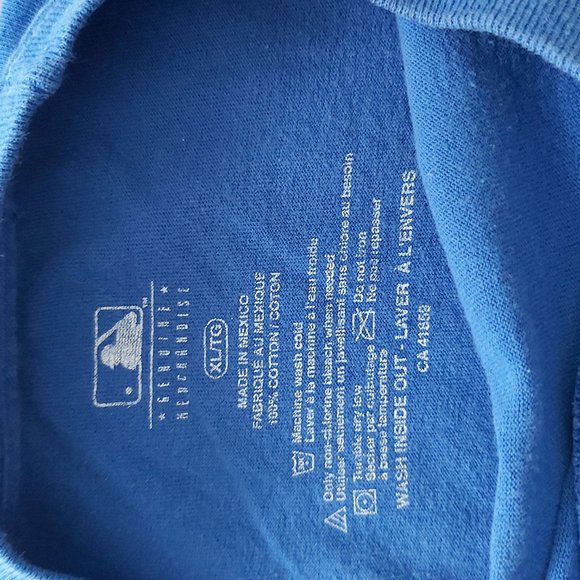 ™
★ GENUINE ★
MERCHANDISE
XL/TG
MADE IN MEXICO
FABRIQUÉ AU MEXIQUE
100% COTTON / COTON
Machine wash cold
Laver à la machine à l'eau froide
Only non-chlorine bleach when needed
Utiliser seulement un javellisant sans chlore au besoin
Tumble dry low
Sécher par culbutage
à basse température
Do not iron
Ne pas repasser
WASH INSIDE OUT - LAVER À L'ENVERS
CA 41858